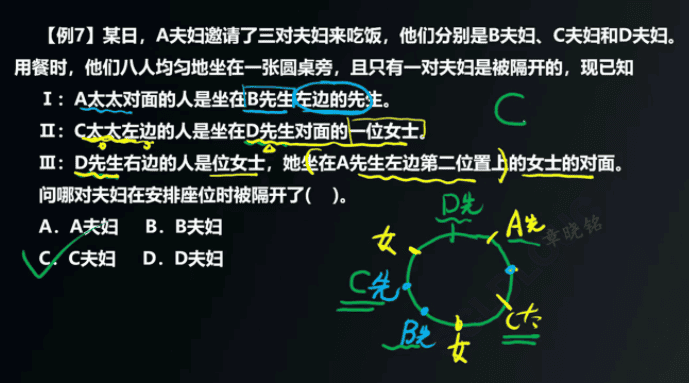 【例7】某日，A夫妇邀请了三对夫妇来吃饭，他们分别是B夫妇、C夫妇和D夫妇。
用餐时，他们八人均匀地坐在一张圆桌旁，且只有一对夫妇是被隔开的，现已知
Ⅰ：A太太对面的人是坐在B先生左边的先生。
Ⅱ：C太太左边的人是坐在D先生对面的一位女士。
Ⅲ：D先生右边的人是位女士，她坐在A先生左边第二位置上的女士的对面。
问哪对夫妇在安排座位时被隔开了( )。
A．A夫妇 B．B夫妇
C．C夫妇 D．D夫妇
C
D先
A先
女
C先
B先
女
C太
章晓铭